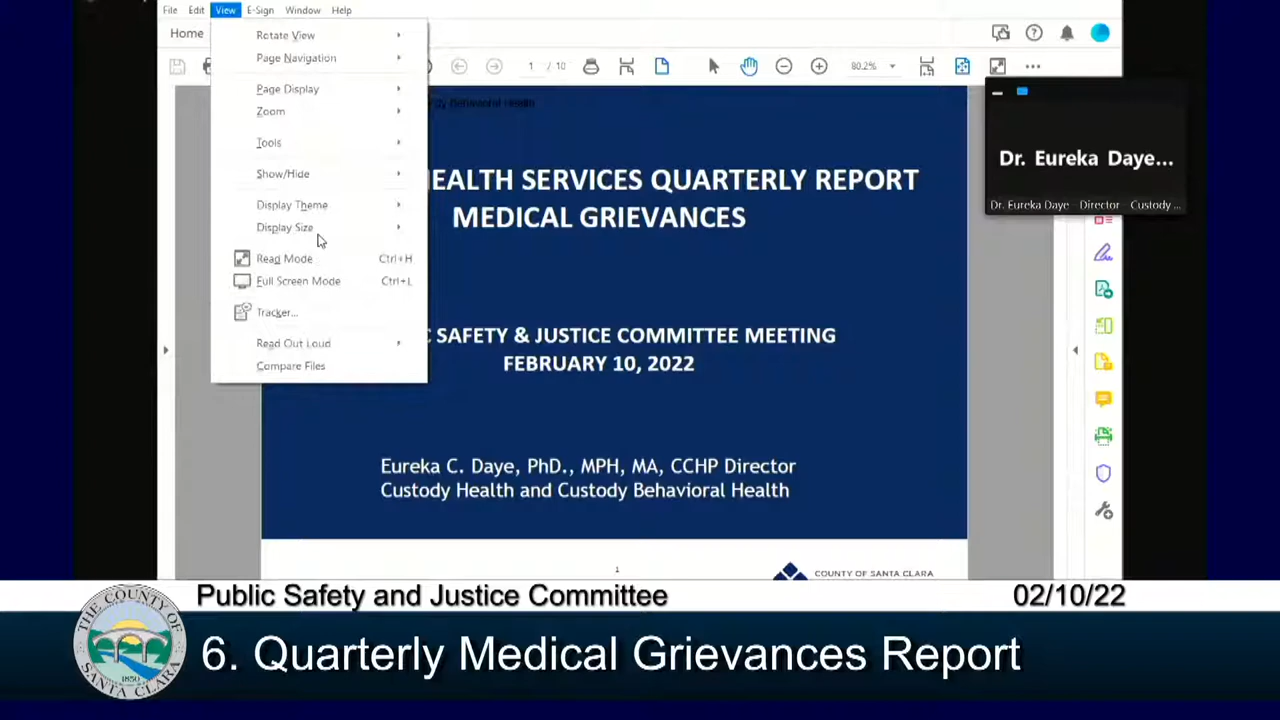 File Edit View E-Sign Window Help
Home
Rotate View
Page Navigation
Page Display
Zoom
Tools
Show/Hide
Display Theme
Display Size
Read Mode Ctrl+H
Full Screen Mode Ctrl+L
Tracker...
Read Out Loud
Compare Files
1 / 10
80.2%
Behavioral Health
HEALTH SERVICES QUARTERLY REPORT
MEDICAL GRIEVANCES
C SAFETY & JUSTICE COMMITTEE MEETING
FEBRUARY 10, 2022
Eureka C. Daye, PhD., MPH, MA, CCHP Director
Custody Health and Custody Behavioral Health
1
COUNTY OF SANTA CLARA
Dr. Eureka Daye...
Dr. Eureka Daye Director Custody ...
Public Safety and Justice Committee 02/10/22
THE COUNTY OF
SANTA CLARA
1850
6. Quarterly Medical Grievances Report